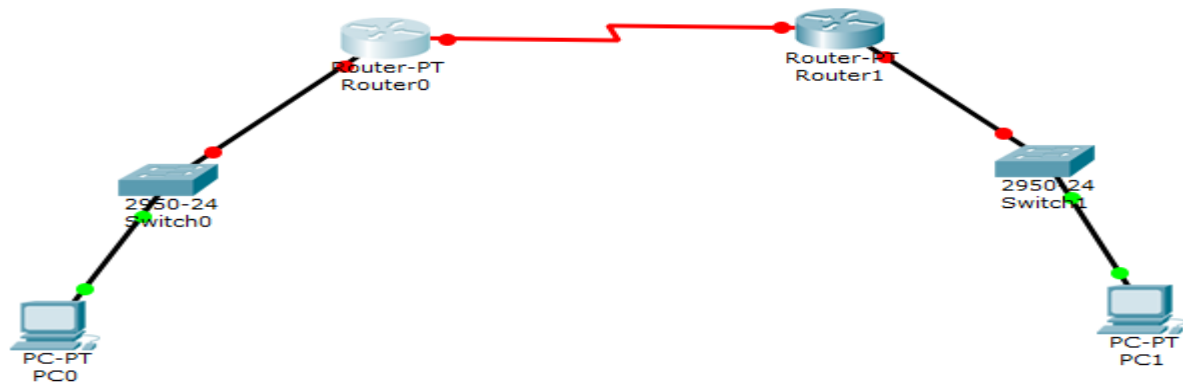 Router-PT
Router0
Router-PT
Router1
2950-24
Switch0
2950-24
Switch1
PC-PT
PC0
PC-PT
PC1